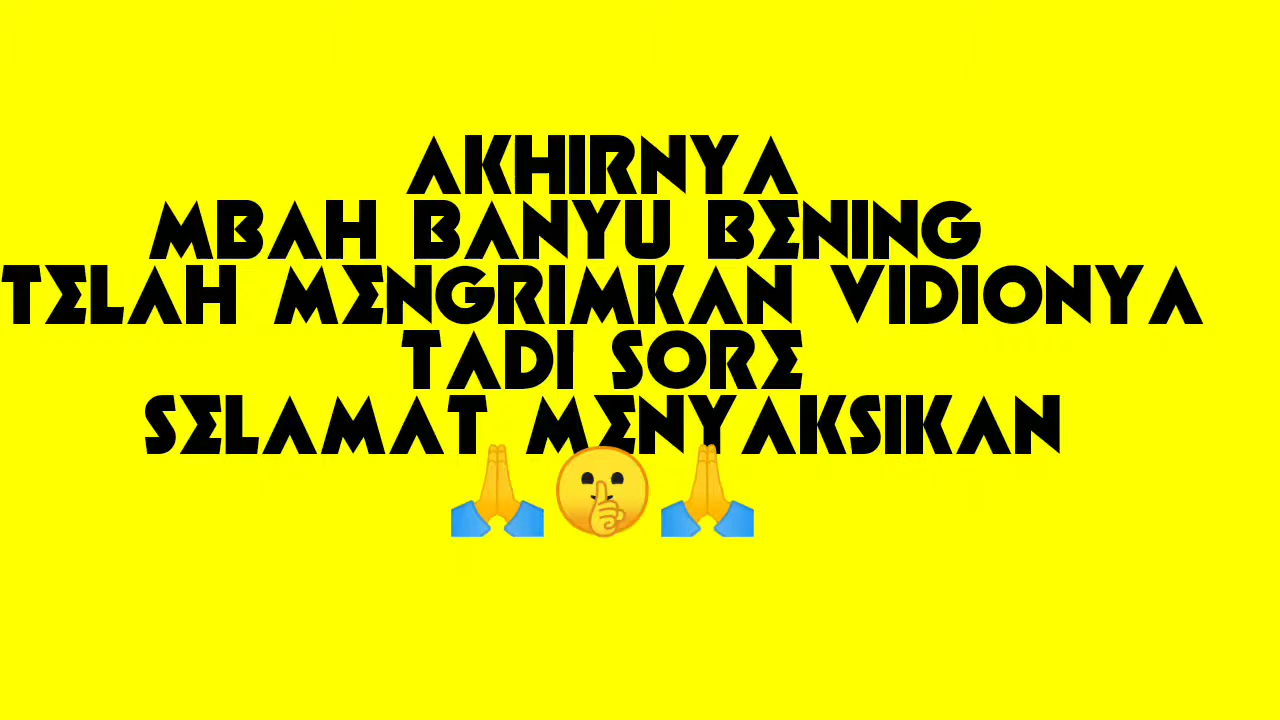 AKHIRNYA
MBAH BANYU BENING
TELAH MENGRIMKAN VIDIONYA
TADI SORE
SELAMAT MENYAKSIKAN
🙏🤫🙏